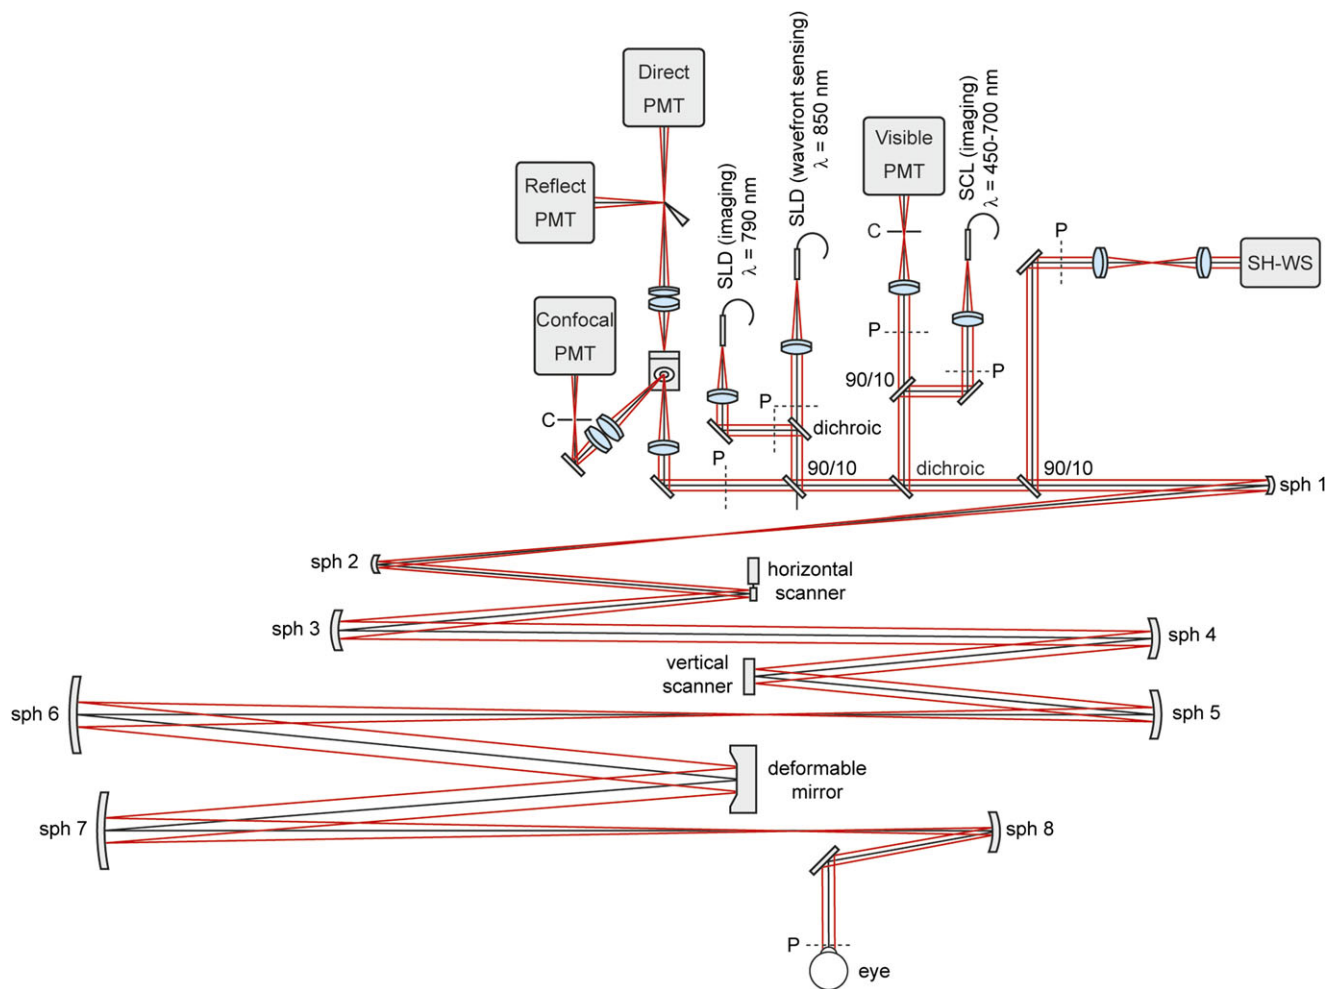 Direct
PMT
Reflect
PMT
Confocal
PMT
C
SLD (imaging)
λ = 790 nm
SLD (wavefront sensing)
λ = 850 nm
Visible
PMT
C
SCL (imaging)
λ = 450-700 nm
P
SH-WS
P
P
90/10
P
dichroic
P
90/10
dichroic
90/10
sph 1
sph 2
horizontal
scanner
sph 3
sph 4
vertical
scanner
sph 5
sph 6
deformable
mirror
sph 7
sph 8
P
eye